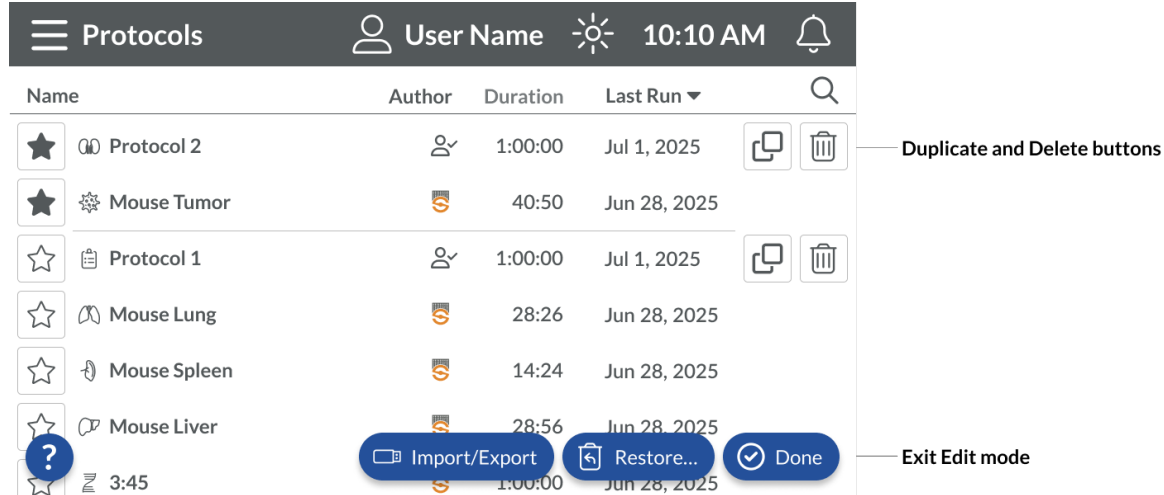 Protocols User Name 10:10 AM
Name Author Duration Last Run
Protocol 2 1:00:00 Jul 1, 2025 Duplicate and Delete buttons
Mouse Tumor 40:50 Jun 28, 2025
Protocol 1 1:00:00 Jul 1, 2025
Mouse Lung 28:26 Jun 28, 2025
Mouse Spleen 14:24 Jun 28, 2025
Mouse Liver 28:56 Jun 28, 2025
? Import/Export Restore... Done Exit Edit mode
3:45 1:00:00 Jun 28, 2025